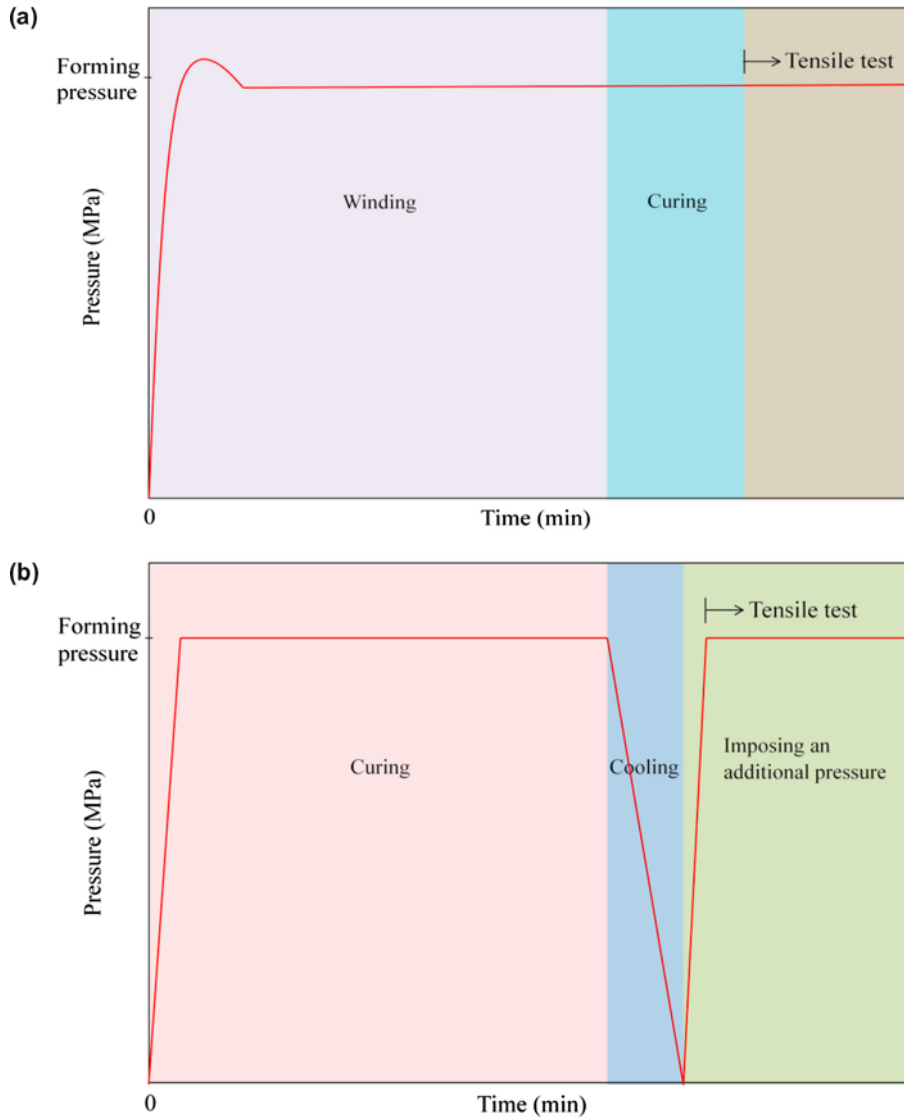 (a)
Forming
pressure
Tensile test
Pressure (MPa)
Winding
Curing
0
Time (min)
(b)
Forming
pressure
Tensile test
Pressure (MPa)
Curing
Cooling
Imposing an
additional pressure
0
Time (min)